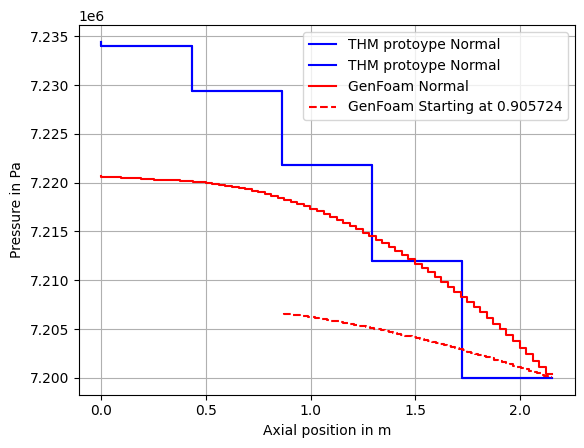 1e6
7.235
7.230
7.225
7.220
7.215
7.210
7.205
7.200
Pressure in Pa
THM protoype Normal
THM protoype Normal
GenFoam Normal
GenFoam Starting at 0.905724
0.0 0.5 1.0 1.5 2.0
Axial position in m